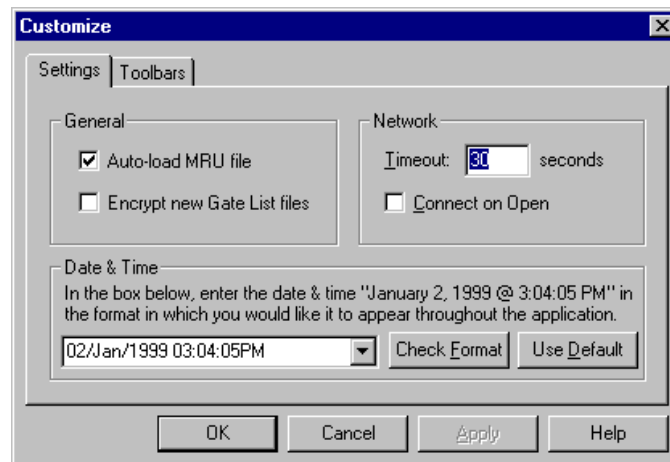 Customize
Settings
Toolbars
General
Auto-load MRU file
Encrypt new Gate List files
Network
Timeout: 30 seconds
Connect on Open
Date & Time
In the box below, enter the date & time "January 2, 1999 @ 3:04:05 PM" in
the format in which you would like it to appear throughout the application.
02/Jan/1999 03:04:05PM
Check Format
Use Default
OK
Cancel
Apply
Help